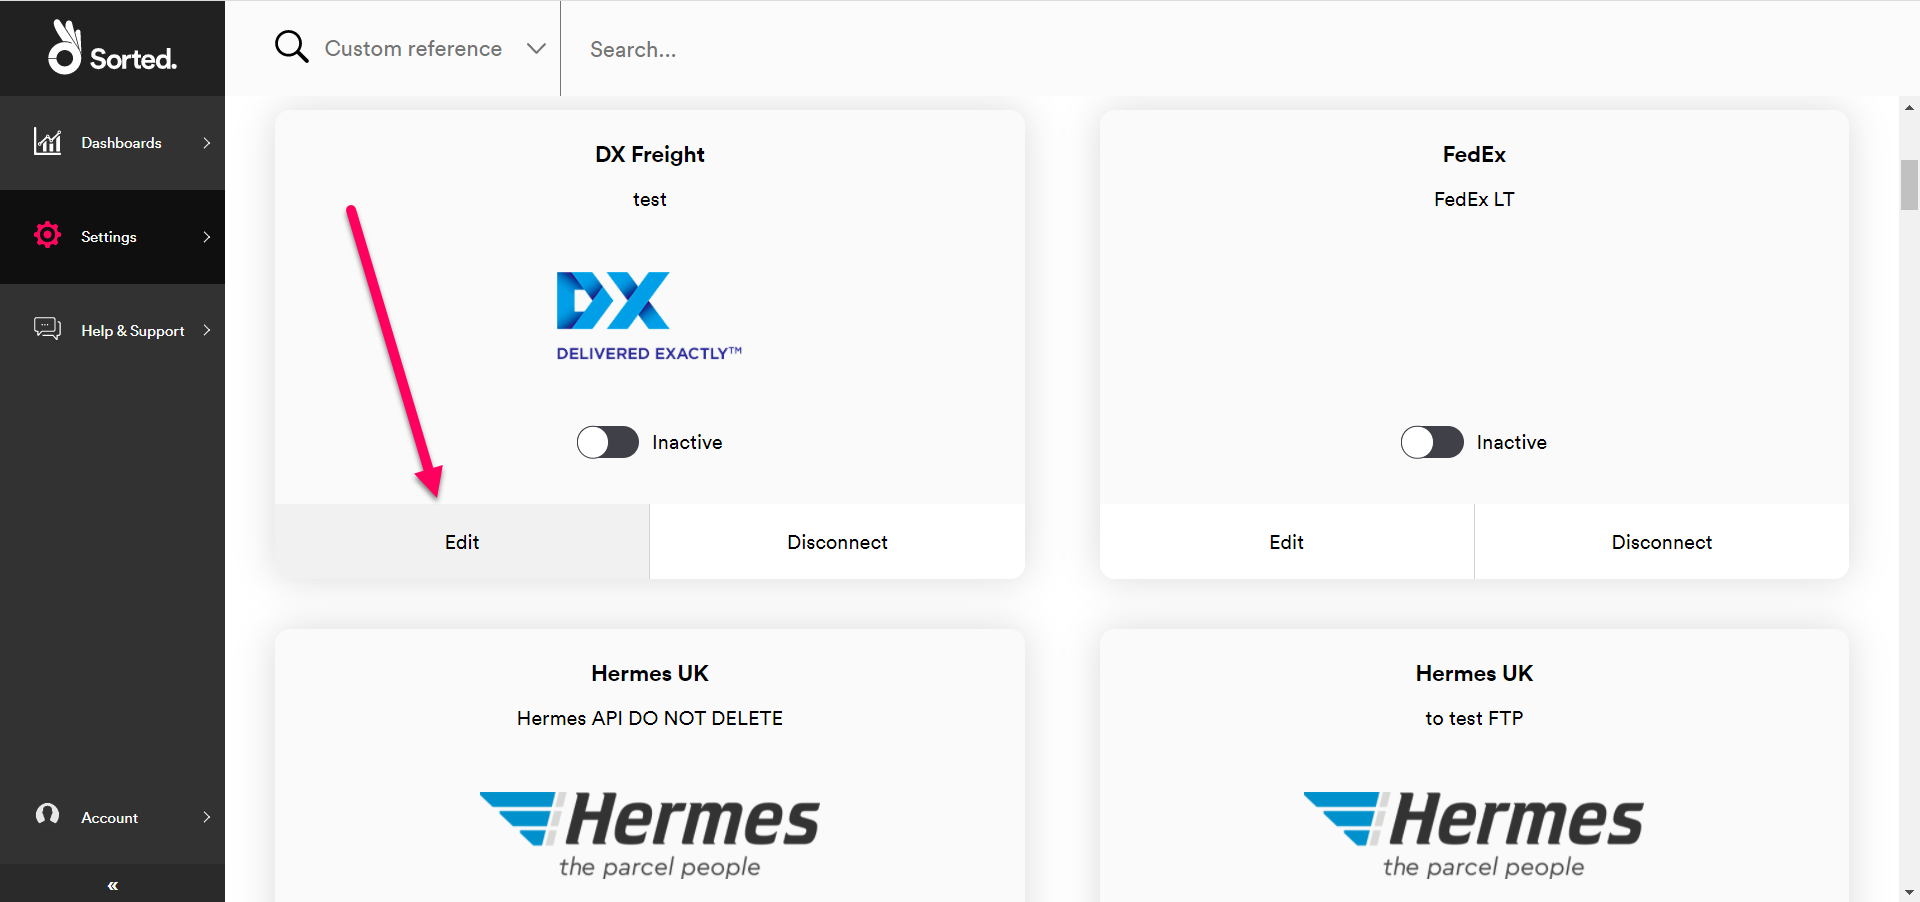 Sorted.
Custom reference
Search...
Dashboards
Settings
Help & Support
Account
«
DX Freight
test
DX
DELIVERED EXACTLY™
Inactive
Edit
Disconnect
FedEx
FedEx LT
Inactive
Edit
Disconnect
Hermes UK
Hermes API DO NOT DELETE
Hermes
the parcel people
Hermes UK
to test FTP
Hermes
the parcel people